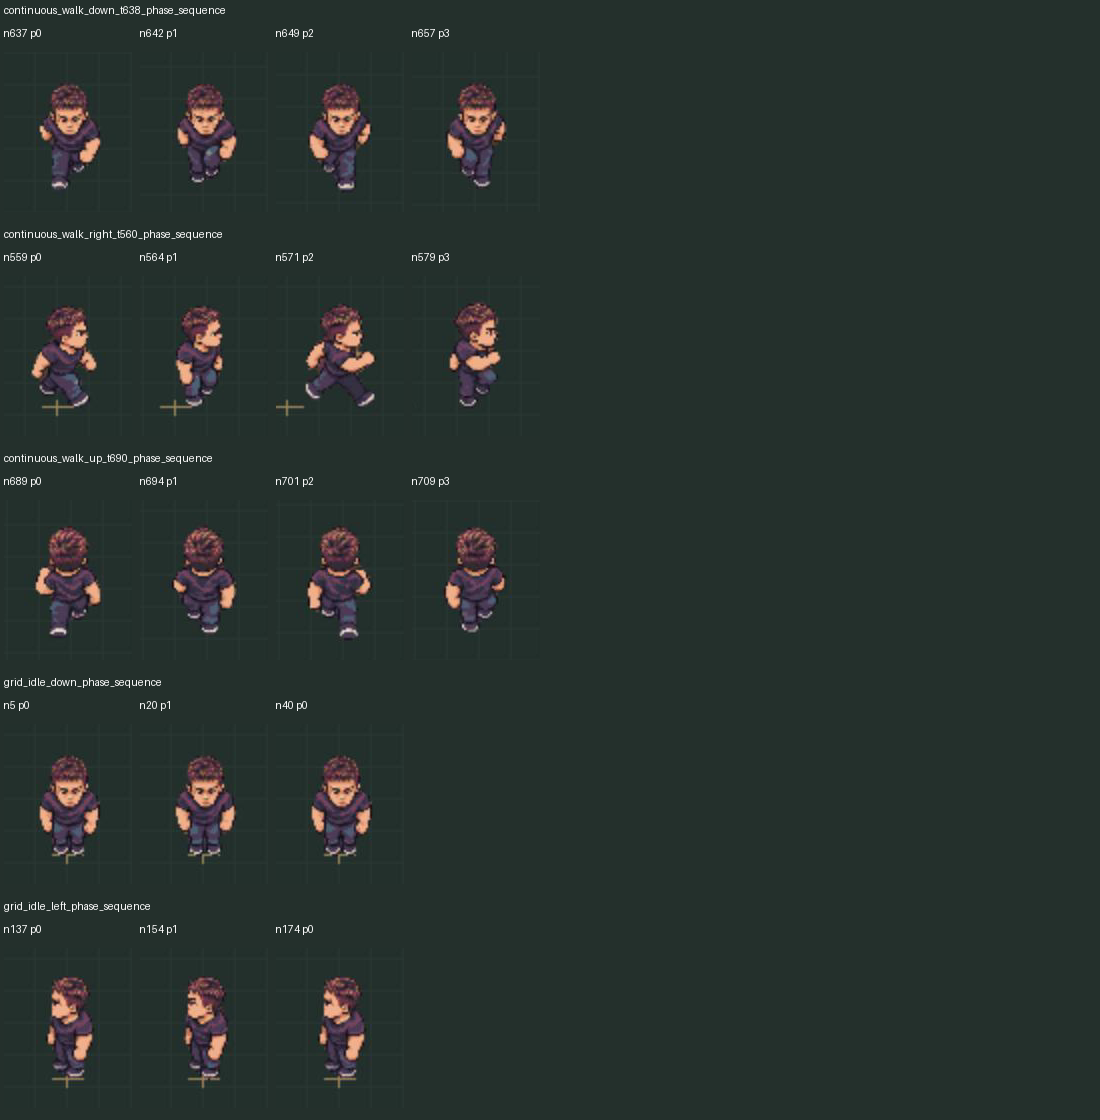 continuous_walk_down_t638_phase_sequence
n637 p0 n642 p1 n649 p2 n657 p3
continuous_walk_right_t560_phase_sequence
n559 p0 n564 p1 n571 p2 n579 p3
continuous_walk_up_t690_phase_sequence
n689 p0 n694 p1 n701 p2 n709 p3
grid_idle_down_phase_sequence
n5 p0 n20 p1 n40 p0
grid_idle_left_phase_sequence
n137 p0 n154 p1 n174 p0